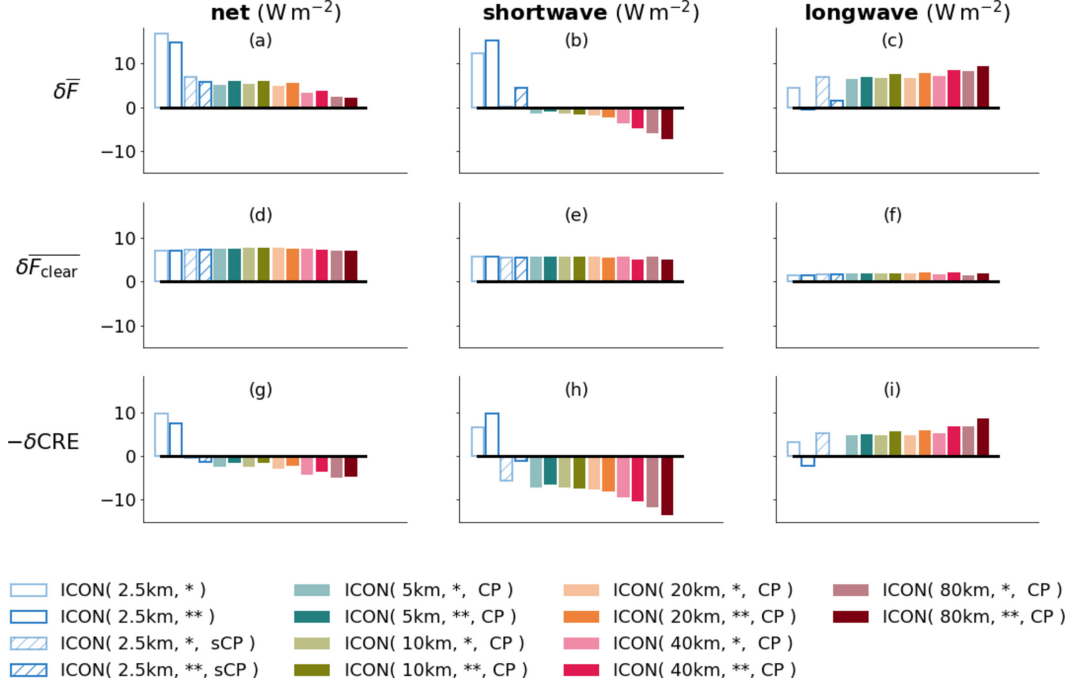 net (W m⁻²) shortwave (W m⁻²) longwave (W m⁻²)
(a) (b) (c)
10
δF̅
0
−10
(d) (e) (f)
10
δF̅_clear
0
−10
(g) (h) (i)
10
−δCRE
0
−10
ICON( 2.5km, * ) ICON( 5km, *, CP ) ICON( 20km, *, CP ) ICON( 80km, *, CP )
ICON( 2.5km, ** ) ICON( 5km, **, CP ) ICON( 20km, **, CP ) ICON( 80km, **, CP )
ICON( 2.5km, *, sCP ) ICON( 10km, *, CP ) ICON( 40km, *, CP )
ICON( 2.5km, **, sCP ) ICON( 10km, **, CP ) ICON( 40km, **, CP )